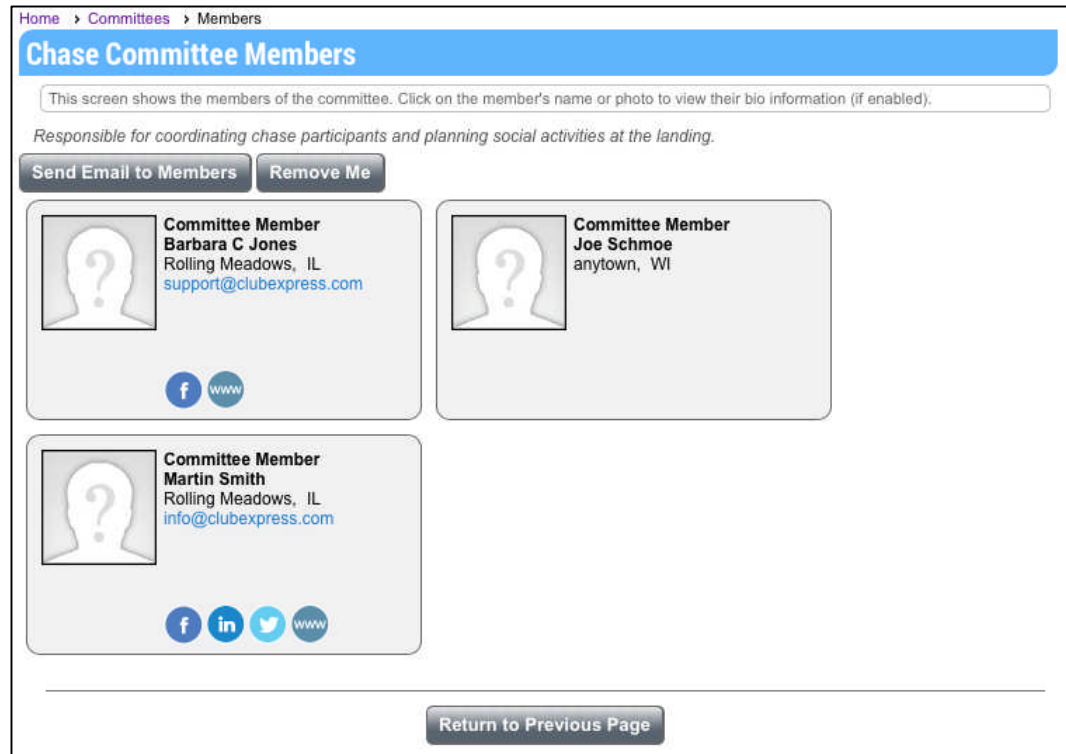 Home > Committees > Members
Chase Committee Members
This screen shows the members of the committee. Click on the member's name or photo to view their bio information (if enabled).
Responsible for coordinating chase participants and planning social activities at the landing.
Send Email to Members
Remove Me
Committee Member
Barbara C Jones
Rolling Meadows, IL
support@clubexpress.com
f
www
Committee Member
Joe Schmoe
anytown, WI
Committee Member
Martin Smith
Rolling Meadows, IL
info@clubexpress.com
f
in
www
Return to Previous Page